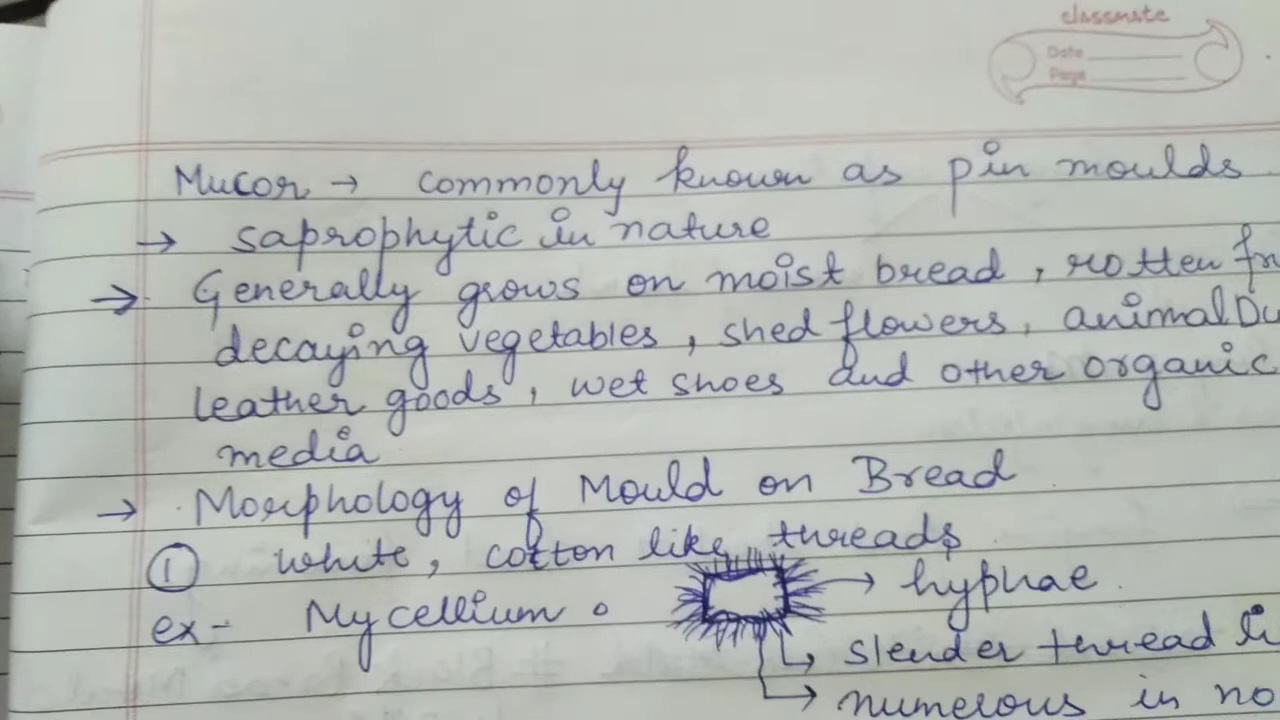 classmate
Date
Page
Mucor → commonly known as pin moulds
→ saprophytic in nature
→ Generally grows on moist bread, rotten
decaying vegetables, shed flowers, animal
leather goods, wet shoes and other organic
media
→ Morphology of Mould on Bread
① white, cotton like threads
ex- Mycellium. → hyphae
↳ slender thread
↳ numerous in no